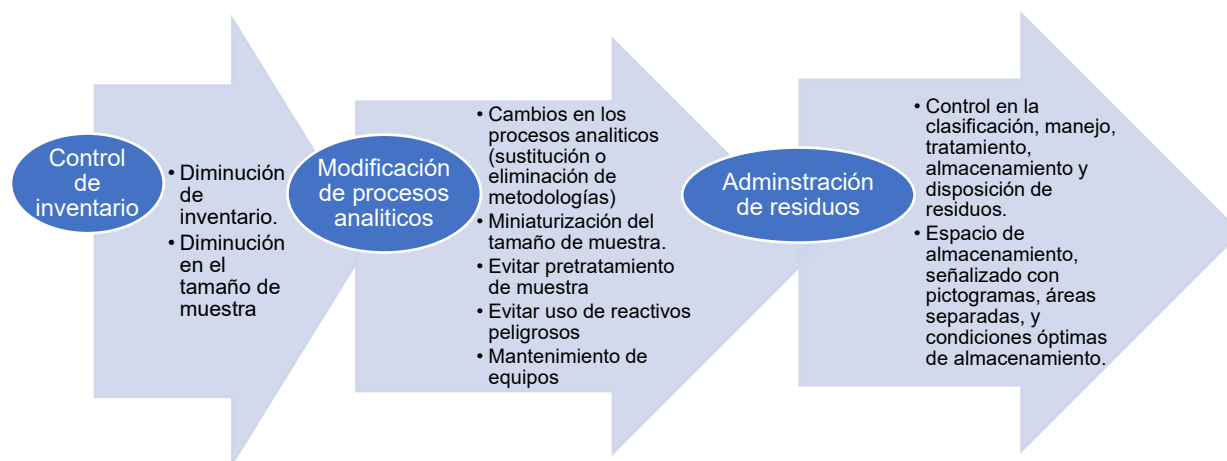 Control
de
inventario
• Diminución
de
inventario.
• Diminución
en el
tamaño de
muestra
Modificación
de procesos
analiticos
• Cambios en los
procesos analiticos
(sustitución o
eliminación de
metodologías)
• Miniaturización del
tamaño de muestra.
• Evitar pretratamiento
de muestra
• Evitar uso de reactivos
peligrosos
• Mantenimiento de
equipos
Adminstración
de residuos
• Control en la
clasificación, manejo,
tratamiento,
almacenamiento y
disposición de
residuos.
• Espacio de
almacenamiento,
señalizado con
pictogramas, áreas
separadas, y
condiciones óptimas
de almacenamiento.